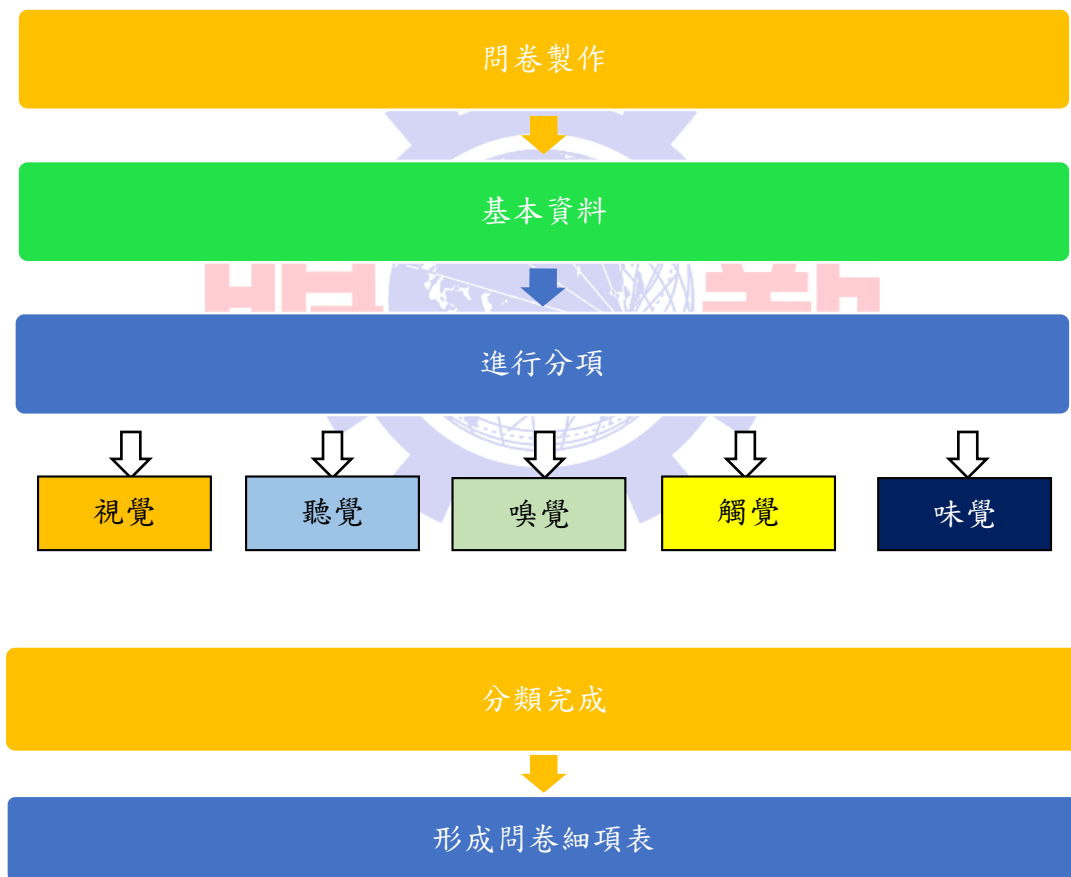 問卷製作
基本資料
進行分項
視覺
聽覺
嗅覺
觸覺
味覺
分類完成
形成問卷細項表